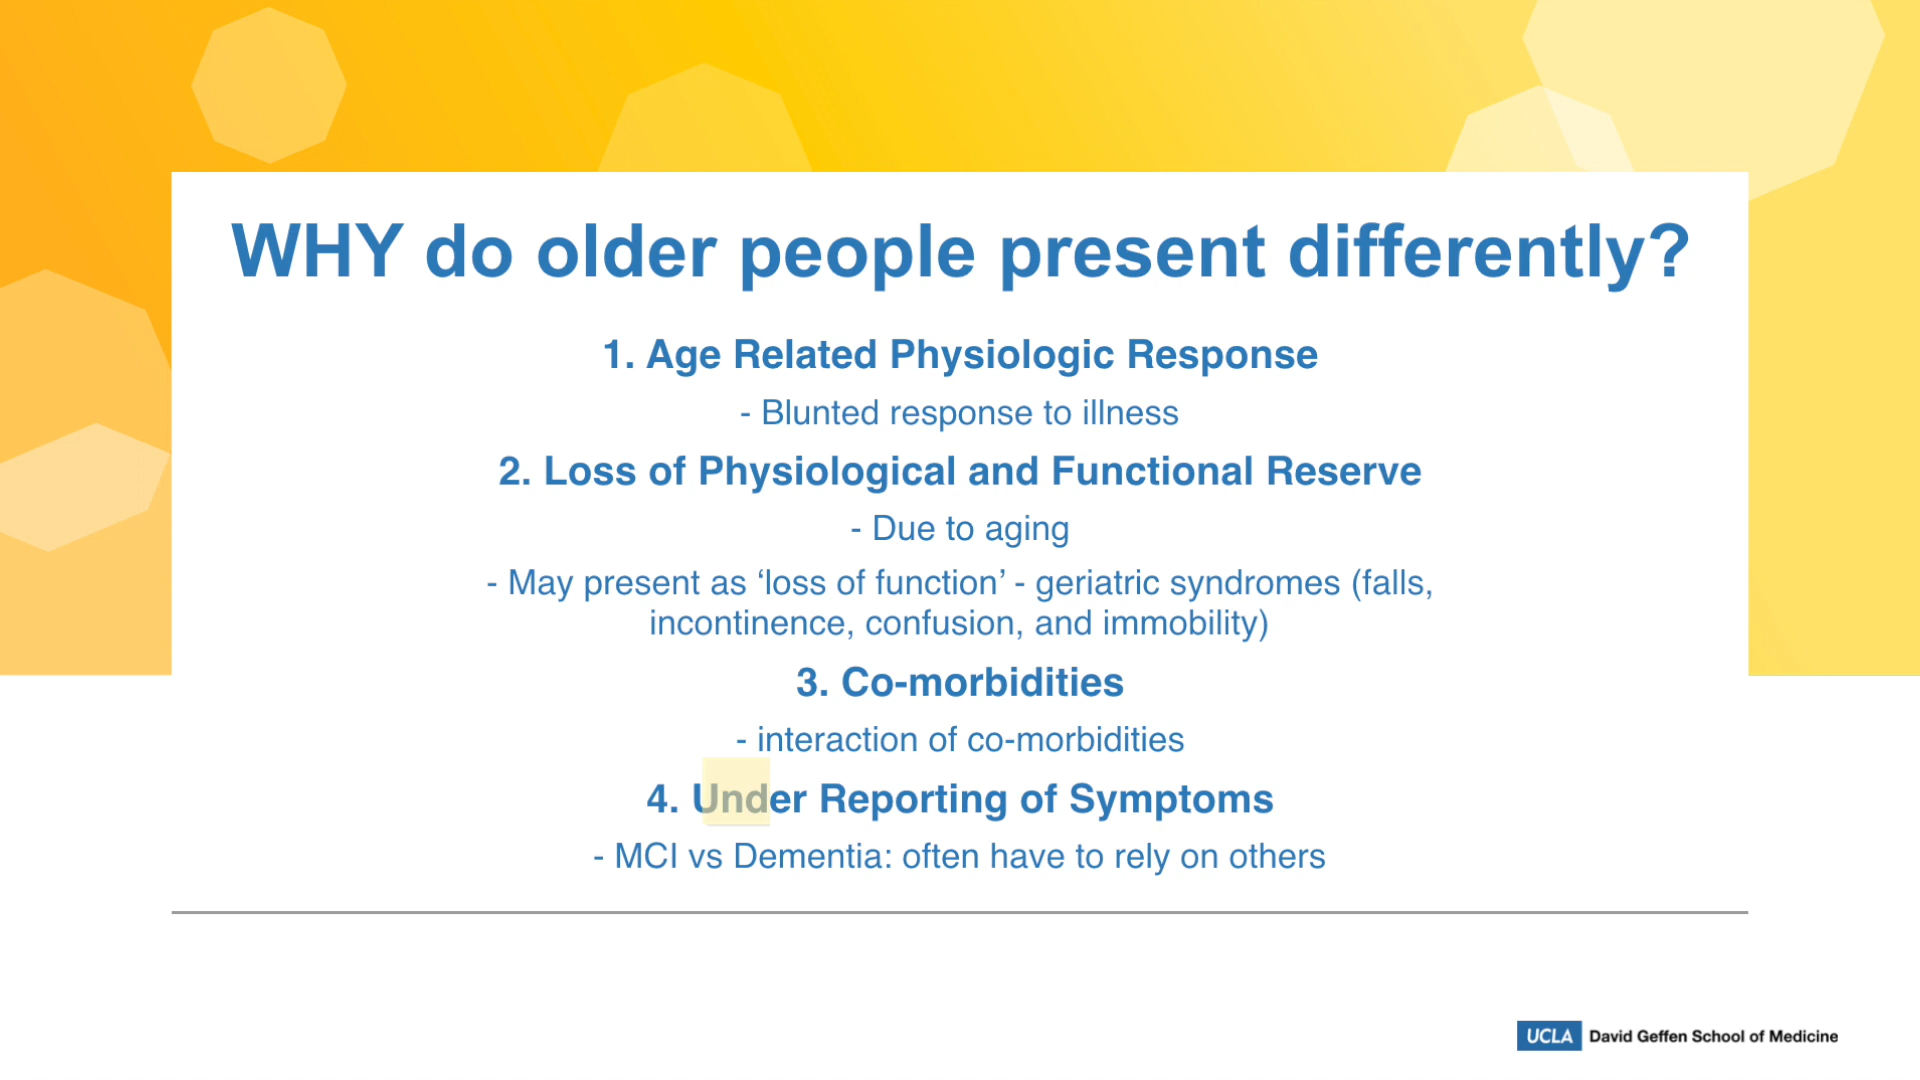 WHY do older people present differently?
1. Age Related Physiologic Response
- Blunted response to illness
2. Loss of Physiological and Functional Reserve
- Due to aging
- May present as ‘loss of function’ - geriatric syndromes (falls,
incontinence, confusion, and immobility)
3. Co-morbidities
- interaction of co-morbidities
4. Under Reporting of Symptoms
- MCI vs Dementia: often have to rely on others
UCLA David Geffen School of Medicine